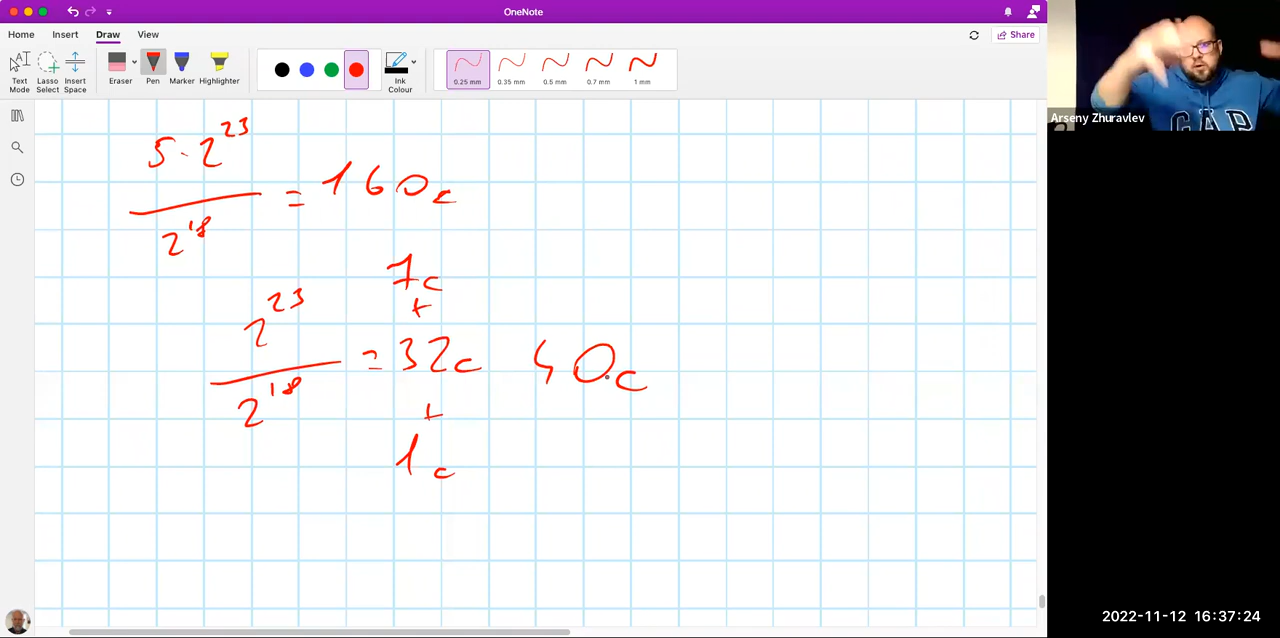 OneNote
Home Insert Draw View
Share
Text Mode
Lasso Select
Insert Space
Eraser
Pen
Marker
Highlighter
Ink Colour
0.25 mm
0.35 mm
0.5 mm
0.7 mm
1 mm
Arseny Zhuravlev
GAP
5·2^23
/ 2^18 = 160c
7c
+
2^23
/ 2^18 = 32c 40c
+
1c
2022-11-12 16:37:24